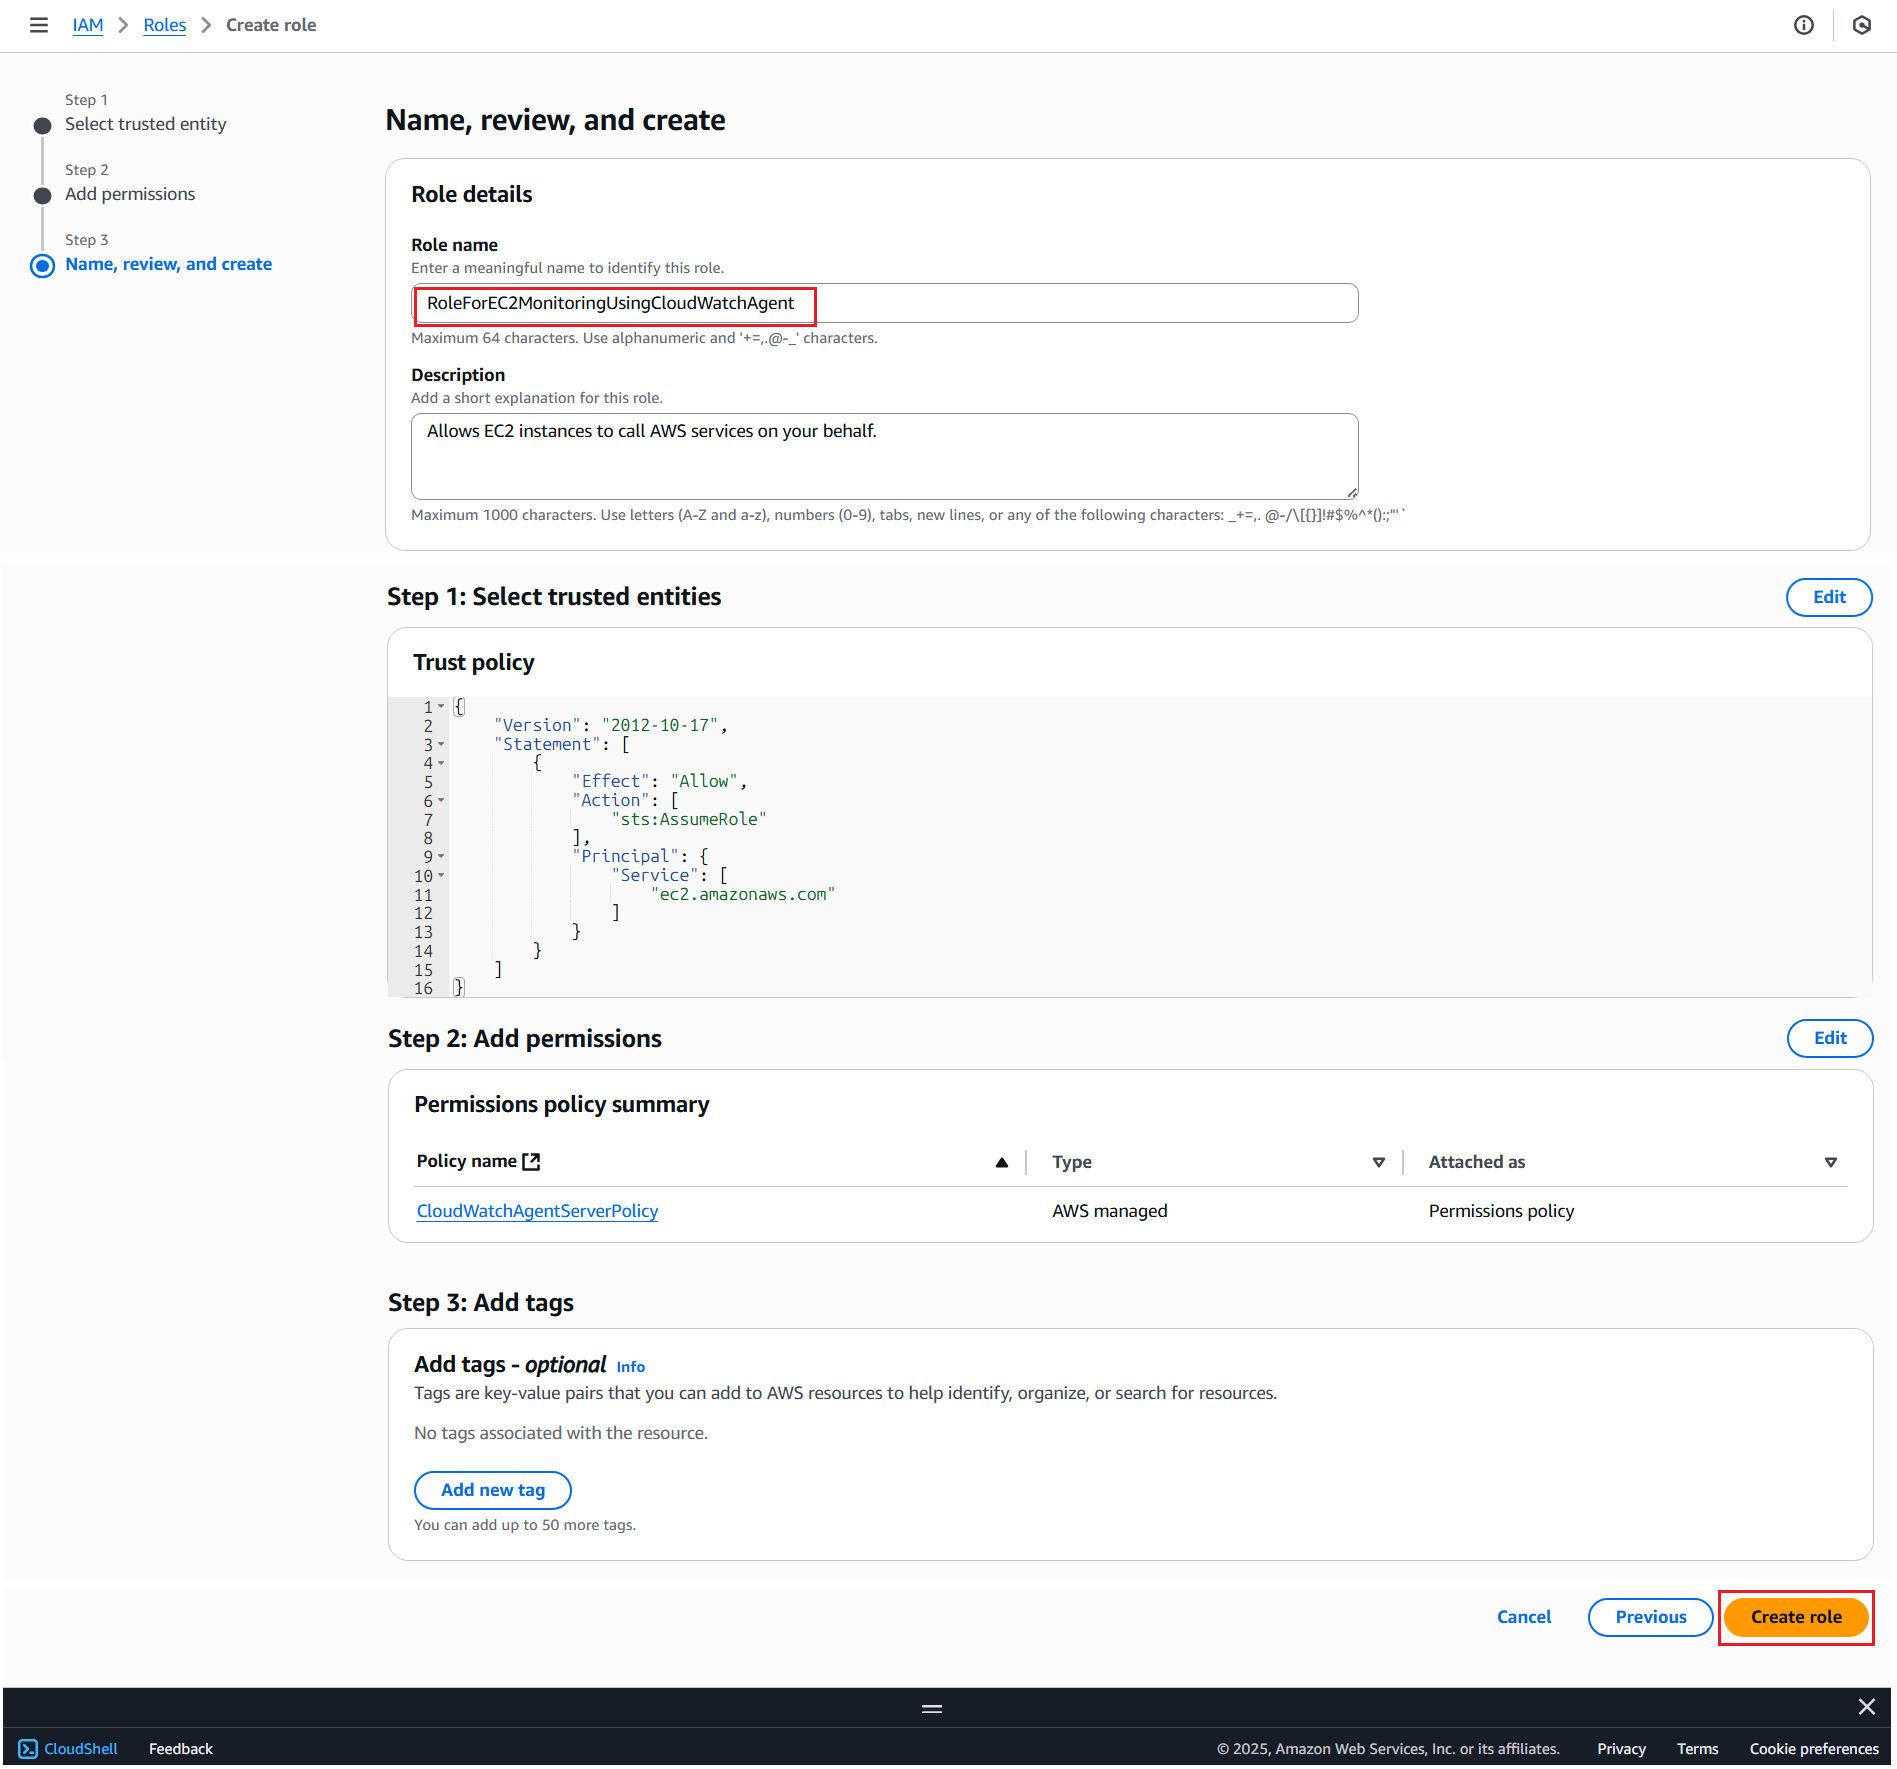 IAM > Roles > Create role
Step 1
Select trusted entity
Step 2
Add permissions
Step 3
Name, review, and create
Name, review, and create
Role details
Role name
Enter a meaningful name to identify this role.
RoleForEC2MonitoringUsingCloudWatchAgent
Maximum 64 characters. Use alphanumeric and '+=,.@-_' characters.
Description
Add a short explanation for this role.
Allows EC2 instances to call AWS services on your behalf.
Maximum 1000 characters. Use letters (A-Z and a-z), numbers (0-9), tabs, new lines, or any of the following characters: _+=,. @-/\[{}]!#$%^*():;"'`
Step 1: Select trusted entities
Edit
Trust policy
1 {
2 "Version": "2012-10-17",
3 "Statement": [
4 {
5 "Effect": "Allow",
6 "Action": [
7 "sts:AssumeRole"
8 ],
9 "Principal": {
10 "Service": [
11 "ec2.amazonaws.com"
12 ]
13 }
14 }
15 ]
16 }
Step 2: Add permissions
Edit
Permissions policy summary
Policy name Type Attached as
CloudWatchAgentServerPolicy AWS managed Permissions policy
Step 3: Add tags
Add tags - optional Info
Tags are key-value pairs that you can add to AWS resources to help identify, organize, or search for resources.
No tags associated with the resource.
Add new tag
You can add up to 50 more tags.
Cancel Previous Create role
CloudShell Feedback © 2025, Amazon Web Services, Inc. or its affiliates. Privacy Terms Cookie preferences